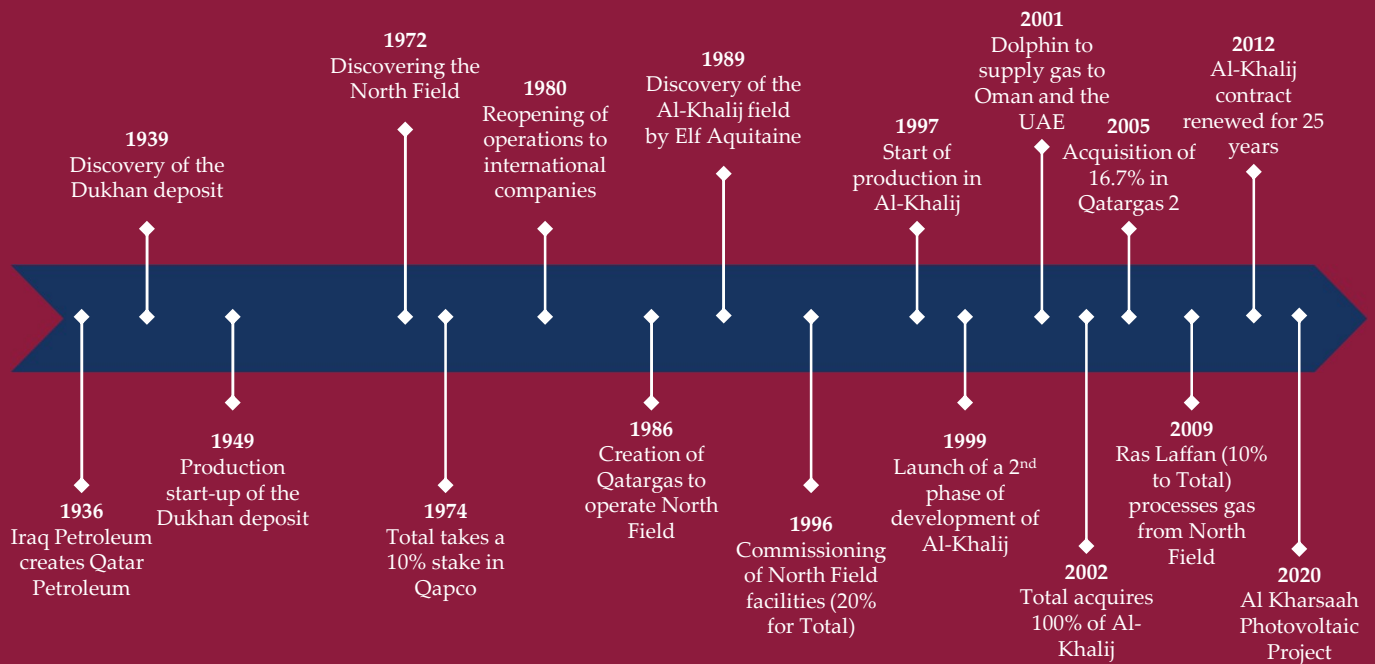 1936
Iraq Petroleum
creates Qatar
Petroleum
1939
Discovery of the
Dukhan deposit
1949
Production
start-up of the
Dukhan deposit
1972
Discovering the
North Field
1974
Total takes a
10% stake in
Qapco
1980
Reopening of
operations to
international
companies
1986
Creation of
Qatargas to
operate North
Field
1989
Discovery of the
Al-Khalij field
by Elf Aquitaine
1996
Commissioning
of North Field
facilities (20%
for Total)
1997
Start of
production in
Al-Khalij
1999
Launch of a 2nd
phase of
development of
Al-Khalij
2001
Dolphin to
supply gas to
Oman and the
UAE
2002
Total acquires
100% of Al-
Khalij
2005
Acquisition of
16.7% in
Qatargas 2
2009
Ras Laffan (10%
to Total)
processes gas
from North
Field
2012
Al-Khalij
contract
renewed for 25
years
2020
Al Kharsaah
Photovoltaic
Project